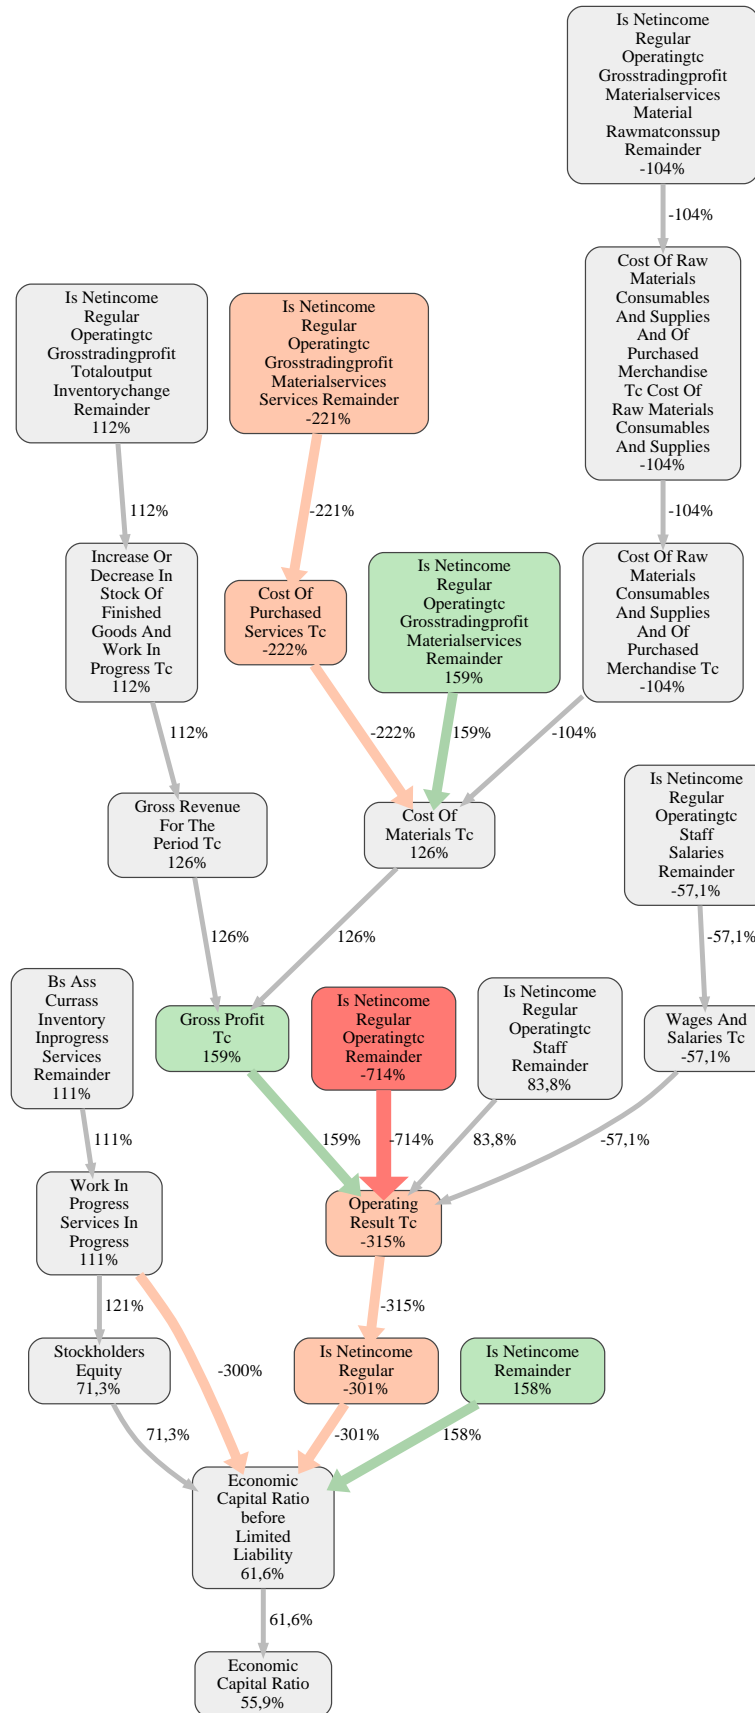 Is Netincome
Regular
Operatingtc
Grosstradingprofit
Materialservices
Material
Rawmatconssup
Remainder
-104%
-104%
Cost Of Raw
Materials
Consumables
And Supplies
And Of
Purchased
Merchandise
Tc Cost Of
Raw Materials
Consumables
And Supplies
-104%
Is Netincome
Regular
Operatingtc
Grosstradingprofit
Totaloutput
Inventorychange
Remainder
112%
Is Netincome
Regular
Operatingtc
Grosstradingprofit
Materialservices
Services Remainder
-221%
112%
-221%
-104%
Increase Or
Decrease In
Stock Of
Finished
Goods And
Work In
Progress Tc
112%
Cost Of
Purchased
Services Tc
-222%
Is Netincome
Regular
Operatingtc
Grosstradingprofit
Materialservices
Remainder
159%
Cost Of Raw
Materials
Consumables
And Supplies
And Of
Purchased
Merchandise Tc
-104%
112%
-222%
159%
-104%
Gross Revenue
For The
Period Tc
126%
Cost Of
Materials Tc
126%
Is Netincome
Regular
Operatingtc
Staff
Salaries
Remainder
-57,1%
126%
126%
-57,1%
Bs Ass
Currass
Inventory
Inprogress
Services
Remainder
111%
Gross Profit
Tc
159%
Is Netincome
Regular
Operatingtc
Remainder
-714%
Is Netincome
Regular
Operatingtc
Staff
Remainder
83,8%
Wages And
Salaries Tc
-57,1%
111%
159%
-714%
83,8%
-57,1%
Work In
Progress
Services In
Progress
111%
Operating
Result Tc
-315%
121%
-300%
-315%
Stockholders
Equity
71,3%
Is Netincome
Regular
-301%
Is Netincome
Remainder
158%
71,3%
-301%
158%
Economic
Capital Ratio
before
Limited
Liability
61,6%
61,6%
Economic
Capital Ratio
55,9%